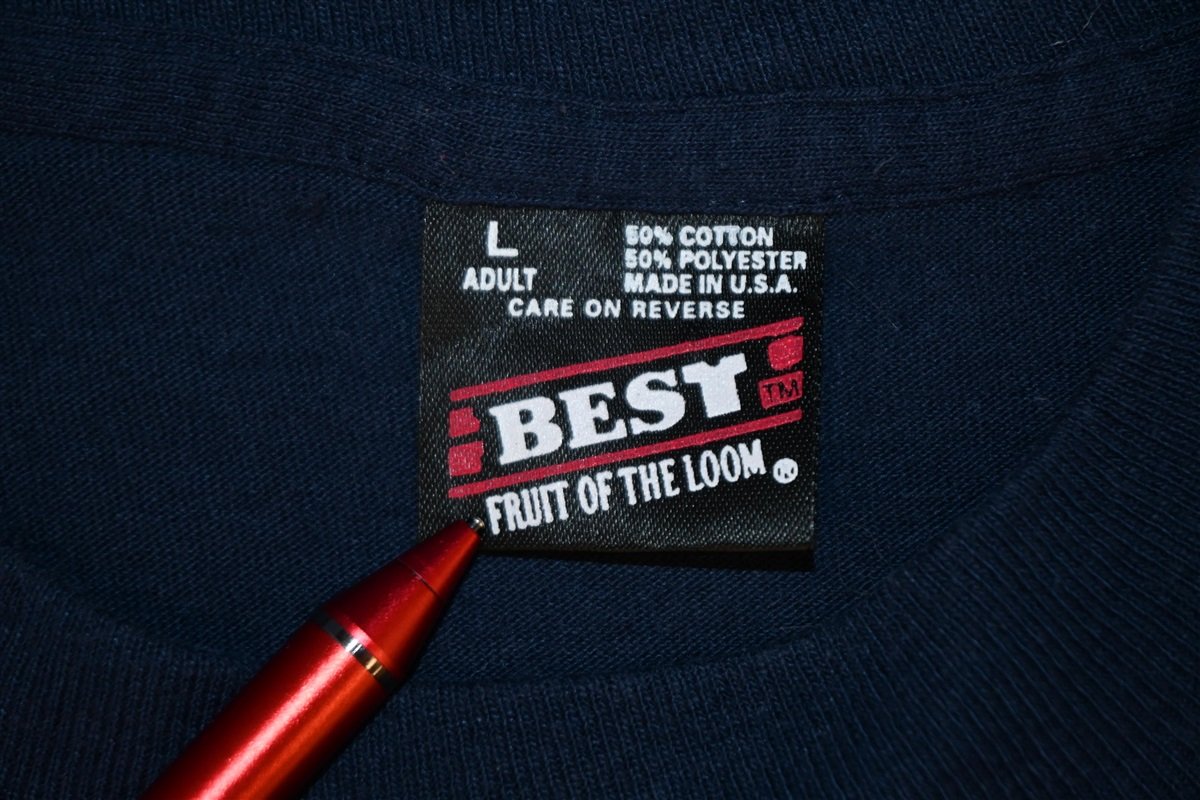 L
ADULT
50% COTTON
50% POLYESTER
MADE IN U.S.A.
CARE ON REVERSE
BEST
TM
FRUIT OF THE LOOM ®